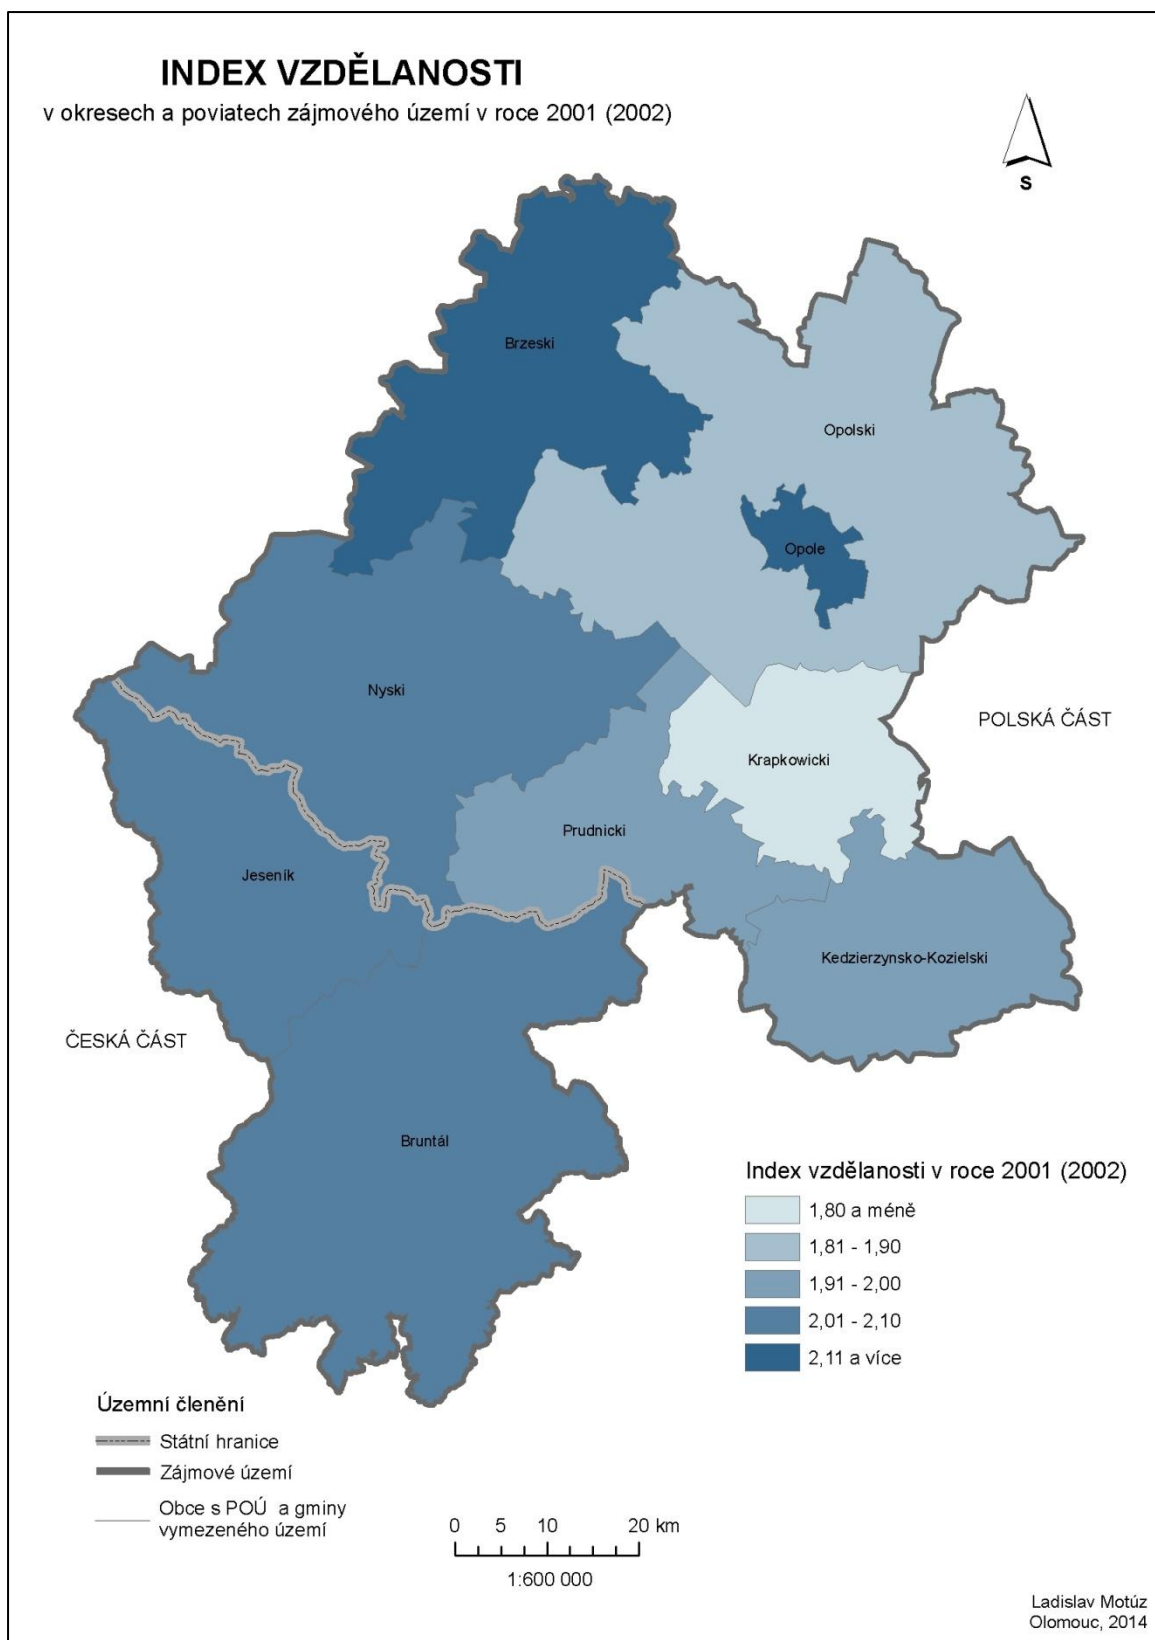 INDEX VZDĚLANOSTI
v okresech a poviatech zájmového území v roce 2001 (2002)
S
Brzeski
Opolski
Opole
Nyski
POLSKÁ ČÁST
Krapkowicki
Prudnicki
Jeseník
Kedzierzynsko-Kozielski
ČESKÁ ČÁST
Bruntál
Index vzdělanosti v roce 2001 (2002)
1,80 a méně
1,81 - 1,90
1,91 - 2,00
2,01 - 2,10
2,11 a více
Územní členění
Státní hranice
Zájmové území
Obce s POÚ a gminy
vymezeného území
0 5 10 20 km
1:600 000
Ladislav Motúz
Olomouc, 2014